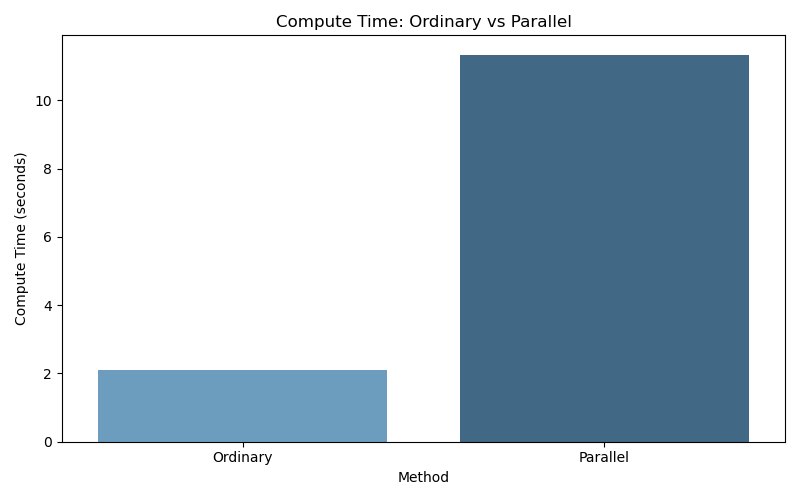 Compute Time: Ordinary vs Parallel
Compute Time (seconds)
10
8
6
4
2
0
Ordinary Parallel
Method